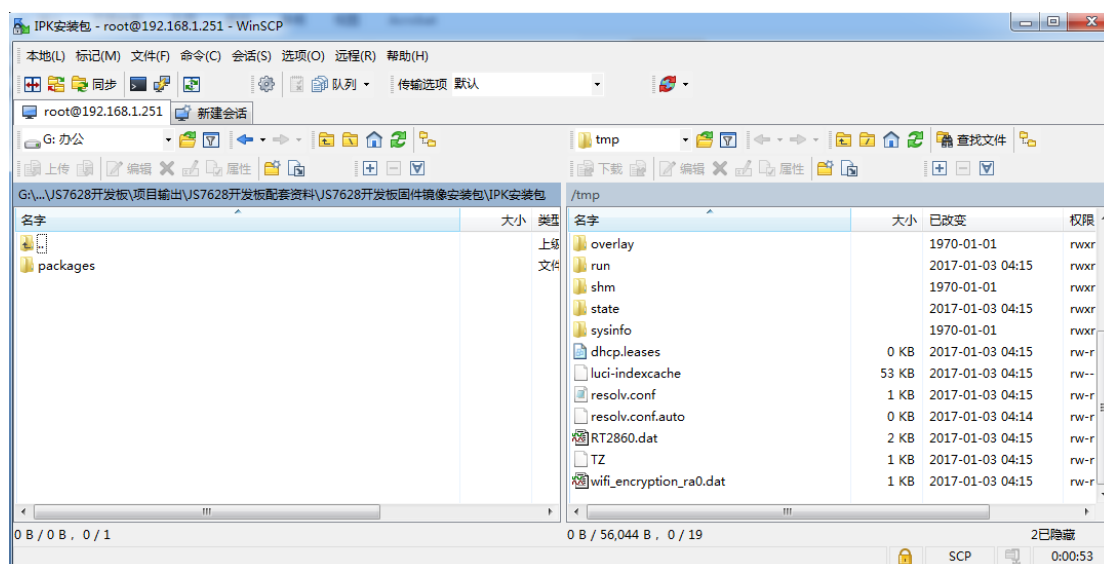 IPK安装包 - root@192.168.1.251 - WinSCP
本地(L) 标记(M) 文件(F) 命令(C) 会话(S) 选项(O) 远程(R) 帮助(H)
同步 队列 传输选项 默认
root@192.168.1.251 新建会话
G: 办公 tmp 查找文件
上传 编辑 属性 下载 编辑 属性
G:\...\JS7628开发板\项目输出\JS7628开发板配套资料\JS7628开发板固件镜像安装包\IPK安装包 /tmp
名字 大小 类型 名字 大小 已改变 权限
.. 上级 overlay 1970-01-01 rwxr
packages 文件 run 2017-01-03 04:15 rwxr
shm 1970-01-01 rwxr
state 2017-01-03 04:15 rwxr
sysinfo 1970-01-01 rwxr
dhcp.leases 0 KB 2017-01-03 04:15 rw-r
luci-indexcache 53 KB 2017-01-03 04:15 rw--
resolv.conf 1 KB 2017-01-03 04:15 rw-r
resolv.conf.auto 0 KB 2017-01-03 04:14 rw-r
RT2860.dat 2 KB 2017-01-03 04:15 rw-r
TZ 1 KB 2017-01-03 04:15 rw-r
wifi_encryption_ra0.dat 1 KB 2017-01-03 04:15 rw-r
0 B / 0 B, 0 / 1 0 B / 56,044 B, 0 / 19 2已隐藏
SCP 0:00:53